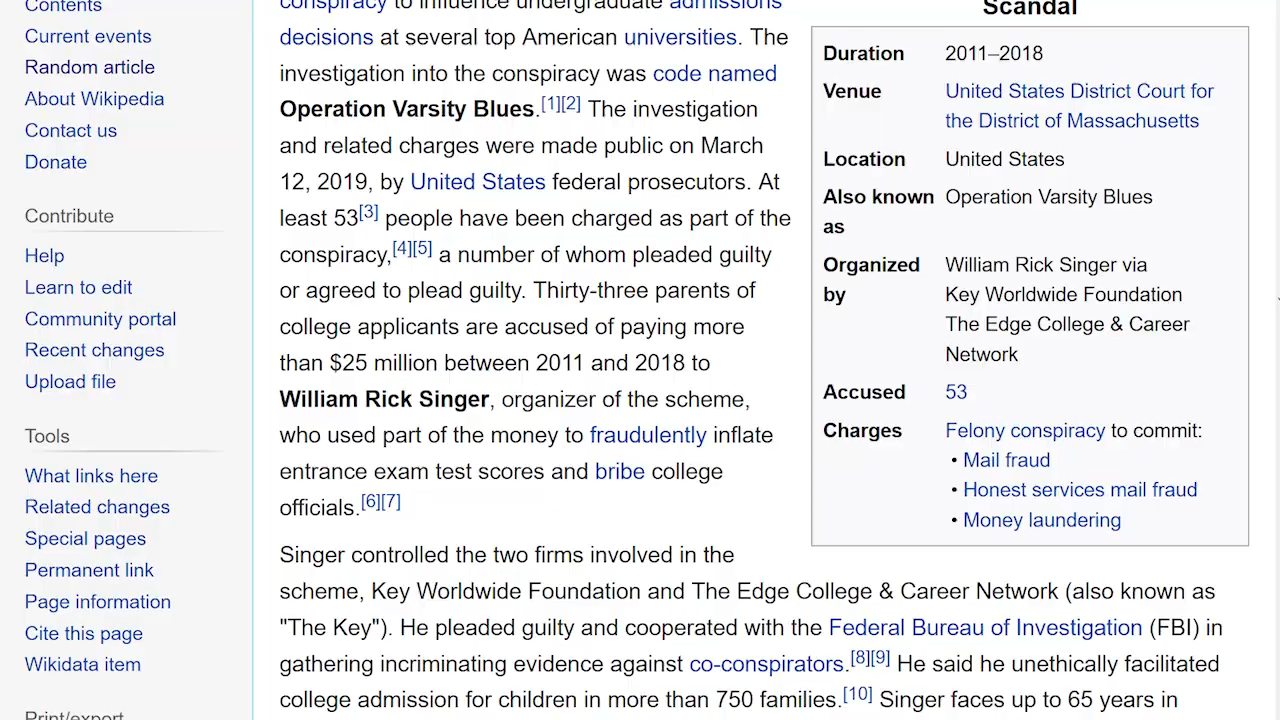 Contents
Current events
Random article
About Wikipedia
Contact us
Donate
Contribute
Help
Learn to edit
Community portal
Recent changes
Upload file
Tools
What links here
Related changes
Special pages
Permanent link
Page information
Cite this page
Wikidata item
Print/export
conspiracy to influence undergraduate admissions
decisions at several top American universities. The
investigation into the conspiracy was code named
Operation Varsity Blues.[1][2] The investigation
and related charges were made public on March
12, 2019, by United States federal prosecutors. At
least 53[3] people have been charged as part of the
conspiracy,[4][5] a number of whom pleaded guilty
or agreed to plead guilty. Thirty-three parents of
college applicants are accused of paying more
than $25 million between 2011 and 2018 to
William Rick Singer, organizer of the scheme,
who used part of the money to fraudulently inflate
entrance exam test scores and bribe college
officials.[6][7]
Singer controlled the two firms involved in the
scheme, Key Worldwide Foundation and The Edge College & Career Network (also known as
"The Key"). He pleaded guilty and cooperated with the Federal Bureau of Investigation (FBI) in
gathering incriminating evidence against co-conspirators.[8][9] He said he unethically facilitated
college admission for children in more than 750 families.[10] Singer faces up to 65 years in
Scandal
Duration 2011–2018
Venue United States District Court for
the District of Massachusetts
Location United States
Also known Operation Varsity Blues
as
Organized William Rick Singer via
by Key Worldwide Foundation
The Edge College & Career
Network
Accused 53
Charges Felony conspiracy to commit:
• Mail fraud
• Honest services mail fraud
• Money laundering